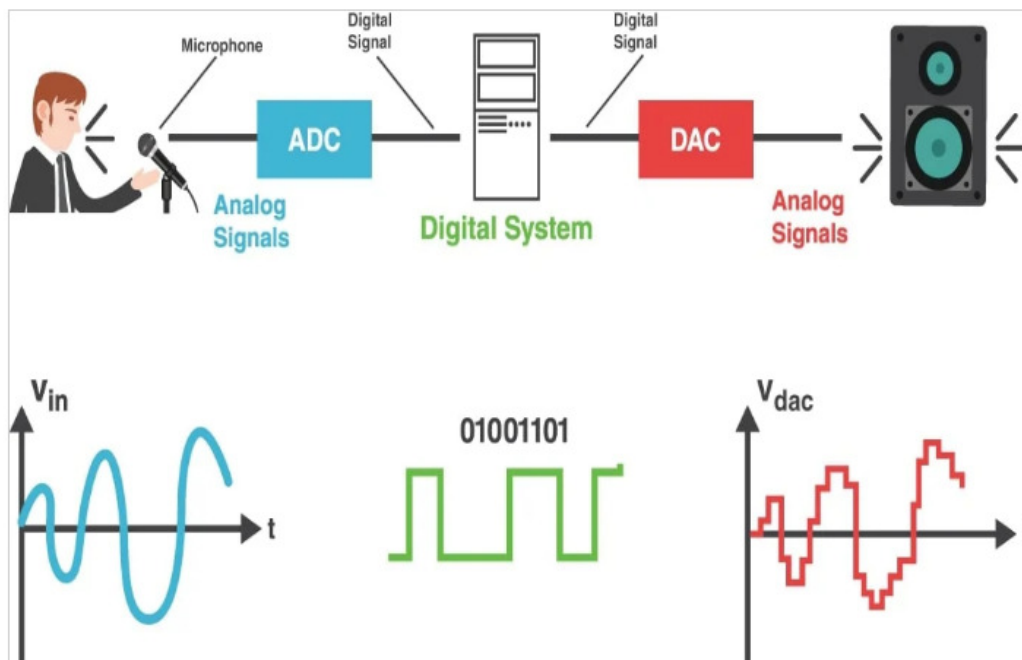 Microphone
Digital
Signal
Digital
Signal
ADC
DAC
Analog
Signals
Digital System
Analog
Signals
Vin
t
01001101
Vdac